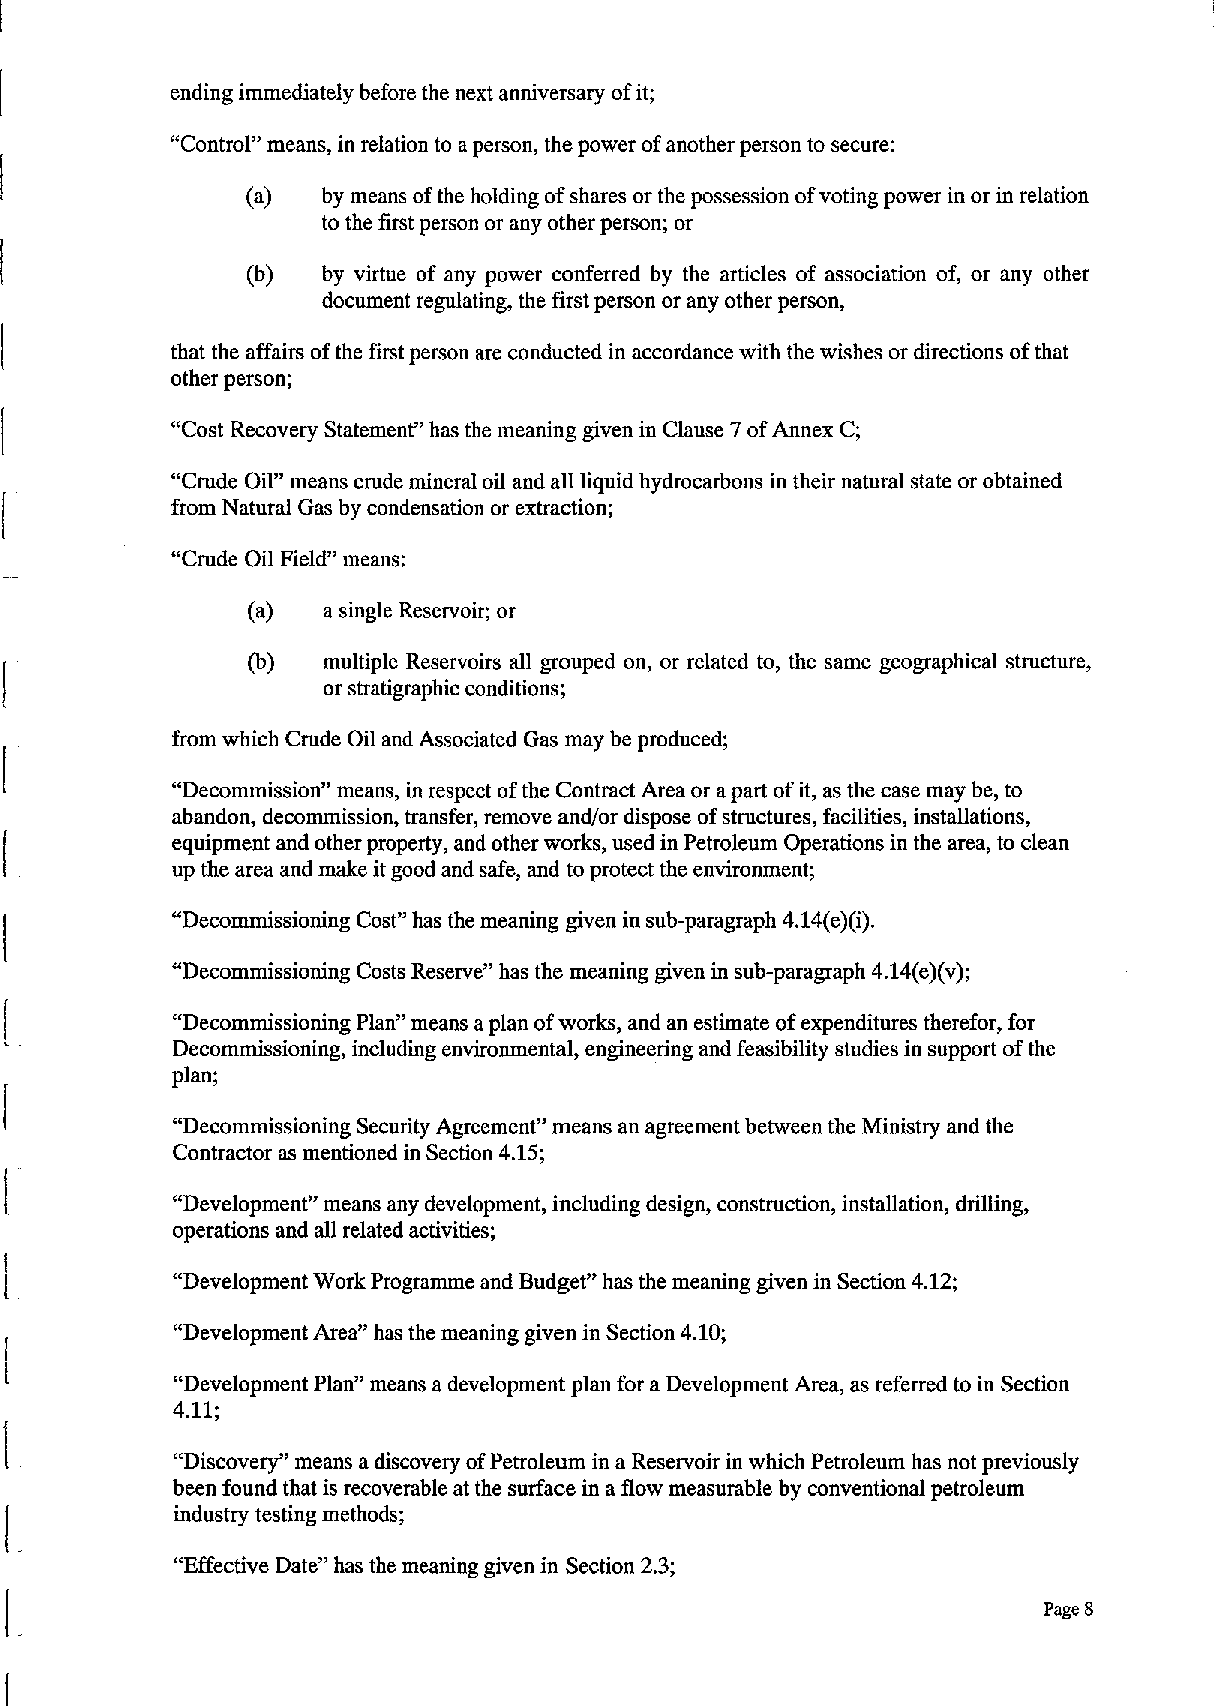 ending immediately before the next anniversary of it;
“Control” means, in relation to a person, the power of another person to secure:
(a) by means of the holding of shares or the possession of voting power in or in relation
to the first person or any other person; or
(b) by virtue of any power conferred by the articles of association of, or any other
document regulating, the first person or any other person,
that the affairs of the first person are conducted in accordance with the wishes or directions of that
other person;
“Cost Recovery Statement” has the meaning given in Clause 7 of Annex C;
“Crude Oil” means crude mineral oil and all liquid hydrocarbons in their natural state or obtained
from Natural Gas by condensation or extraction;
“Crude Oil Field” means:
(a) a single Reservoir; or
(b) multiple Reservoirs all grouped on, or related to, the same geographical structure,
or stratigraphic conditions;
from which Crude Oil and Associated Gas may be produced;
“Decommission” means, in respect of the Contract Area or a part of it, as the case may be, to
abandon, decommission, transfer, remove and/or dispose of structures, facilities, installations,
equipment and other property, and other works, used in Petroleum Operations in the area, to clean
up the area and make it good and safe, and to protect the environment;
“Decommissioning Cost” has the meaning given in sub-paragraph 4.14(e)(i).
“Decommissioning Costs Reserve” has the meaning given in sub-paragraph 4.14(e)(v);
“Decommissioning Plan” means a plan of works, and an estimate of expenditures therefor, for
Decommissioning, including environmental, engineering and feasibility studies in support of the
plan;
“Decommissioning Security Agreement” means an agreement between the Ministry and the
Contractor as mentioned in Section 4.15;
“Development” means any development, including design, construction, installation, drilling,
operations and all related activities;
“Development Work Programme and Budget” has the meaning given in Section 4.12;
“Development Area” has the meaning given in Section 4.10;
“Development Plan” means a development plan for a Development Area, as referred to in Section
4.11;
“Discovery” means a discovery of Petroleum in a Reservoir in which Petroleum has not previously
been found that is recoverable at the surface in a flow measurable by conventional petroleum
industry testing methods;
“Effective Date” has the meaning given in Section 2.3;
Page 8